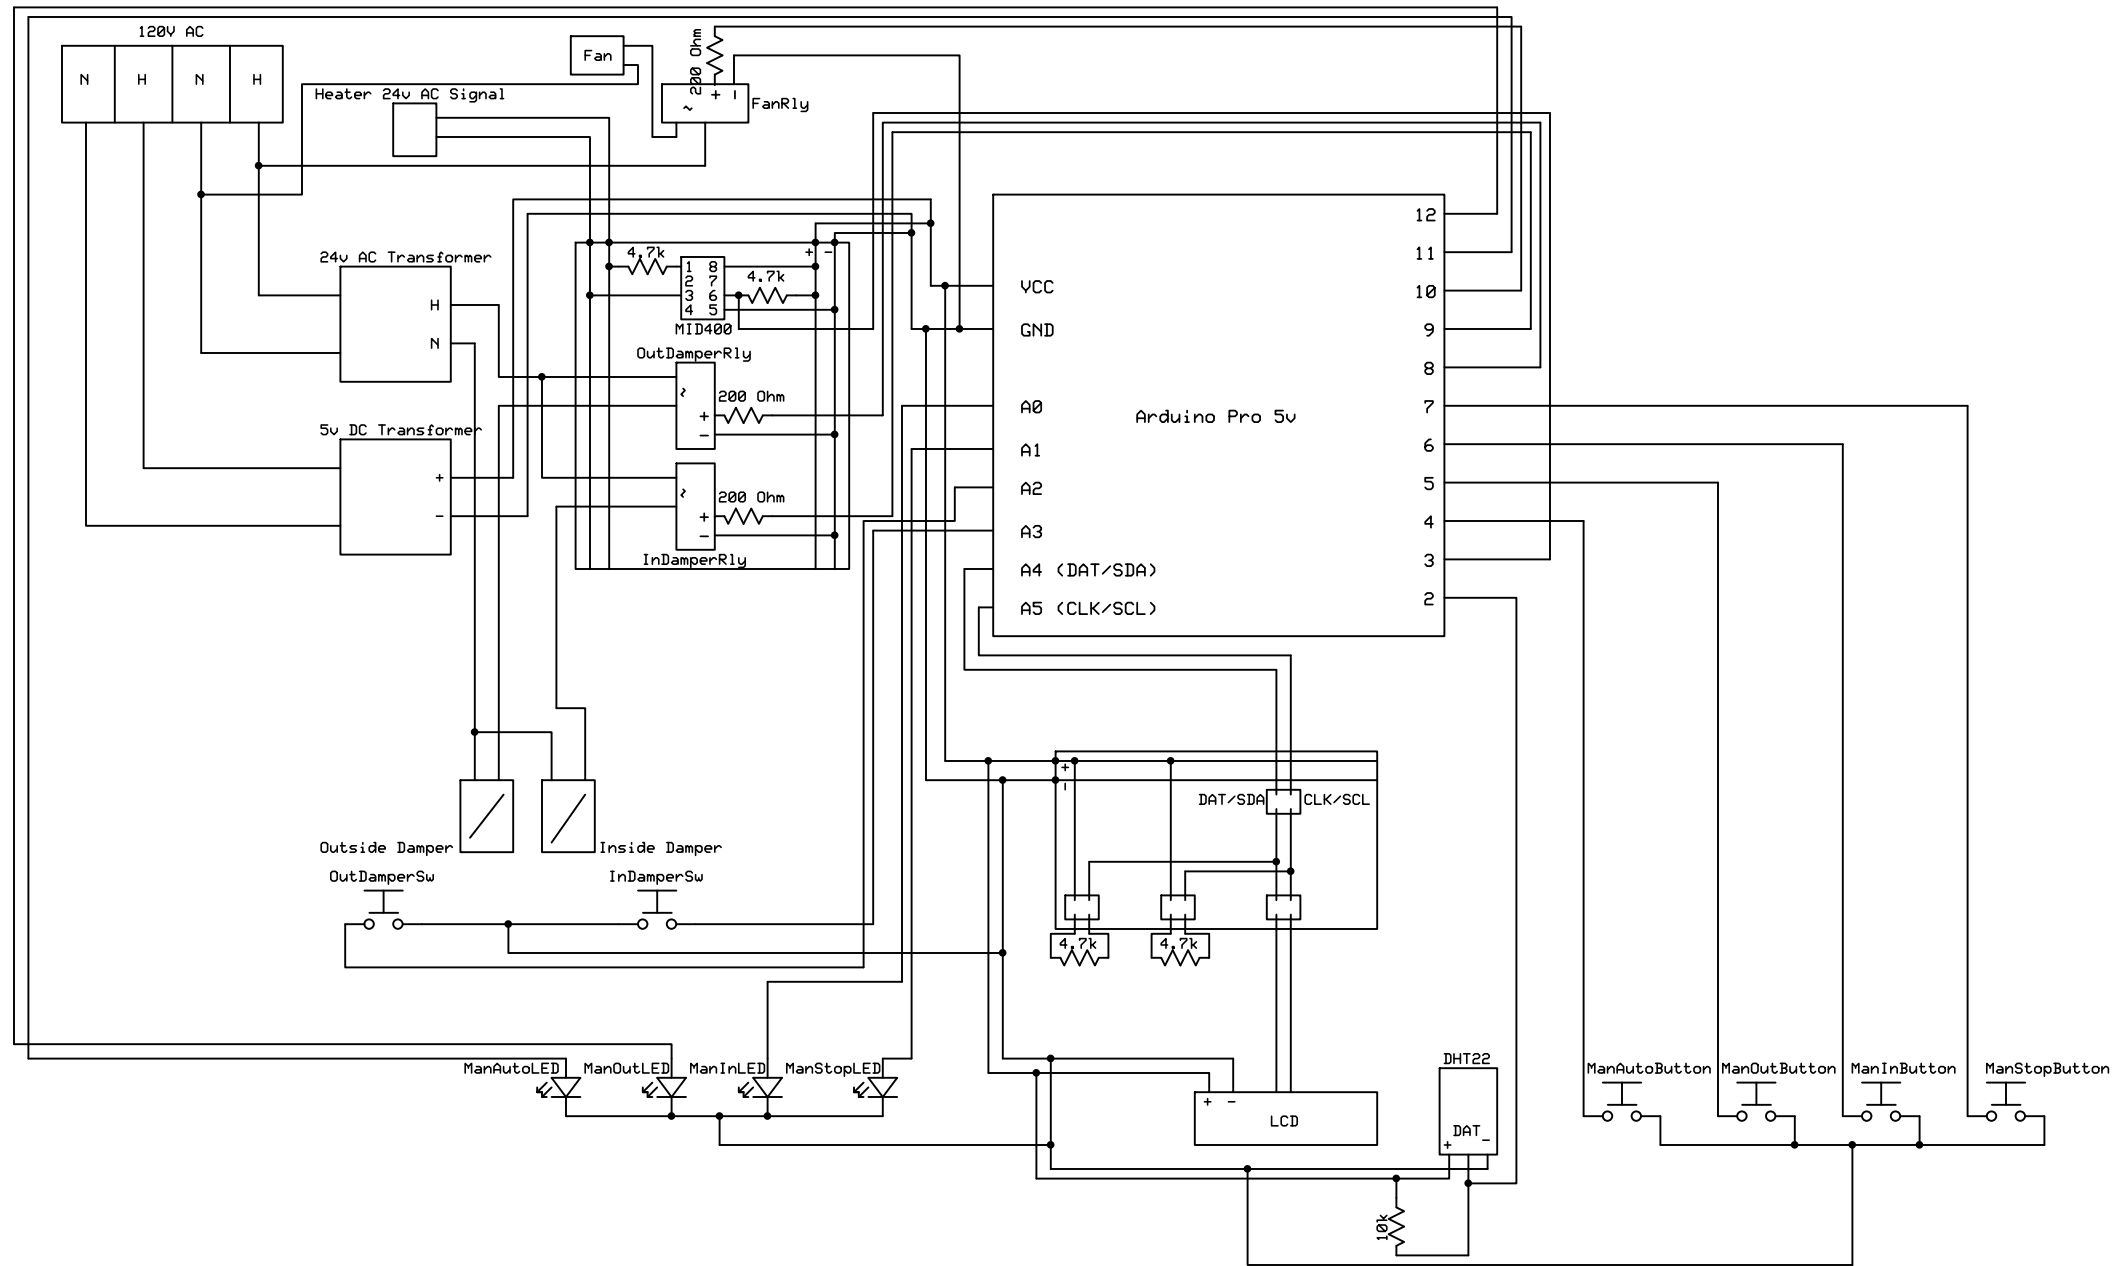 120V AC
N H N H
Fan
200 Ohm
+ −
~
FanRly
Heater 24v AC Signal
24v AC Transformer
H
N
5v DC Transformer
+
−
+ −
4.7k
1 8
2 7
3 6
4 5
4.7k
MID400
OutDamperRly
~
200 Ohm
+
−
~
200 Ohm
+
−
InDamperRly
Arduino Pro 5v
VCC
GND
A0
A1
A2
A3
A4 (DAT/SDA)
A5 (CLK/SCL)
12
11
10
9
8
7
6
5
4
3
2
+
−
DAT/SDA CLK/SCL
4.7k 4.7k
Outside Damper
Inside Damper
OutDamperSw
InDamperSw
ManAutoLED
ManOutLED
ManInLED
ManStopLED
+ −
LCD
DHT22
DAT
+ −
10k
ManAutoButton
ManOutButton
ManInButton
ManStopButton